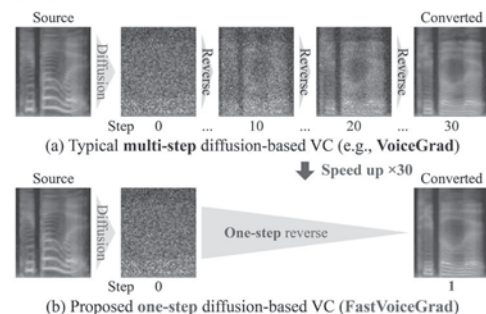 Source
Converted
Diffusion
Reverse
Reverse
Reverse
Step 0 ... 10 ... 20 ... 30
(a) Typical multi-step diffusion-based VC (e.g., VoiceGrad)
Speed up ×30
Source
Converted
Diffusion
One-step reverse
Step 0
1
(b) Proposed one-step diffusion-based VC (FastVoiceGrad)